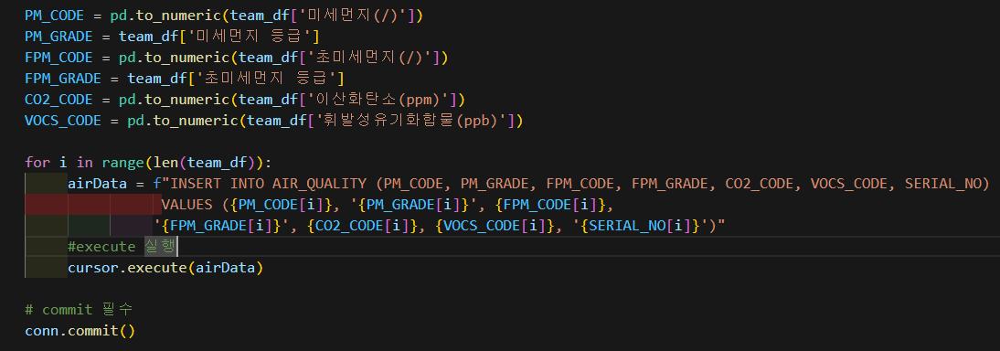 PM_CODE = pd.to_numeric(team_df['미세먼지(/)'])
PM_GRADE = team_df['미세먼지 등급']
FPM_CODE = pd.to_numeric(team_df['초미세먼지(/)'])
FPM_GRADE = team_df['초미세먼지 등급']
CO2_CODE = pd.to_numeric(team_df['이산화탄소(ppm)'])
VOCS_CODE = pd.to_numeric(team_df['휘발성유기화합물(ppb)'])
for i in range(len(team_df)):
airData = f"INSERT INTO AIR_QUALITY (PM_CODE, PM_GRADE, FPM_CODE, FPM_GRADE, CO2_CODE, VOCS_CODE, SERIAL_NO)
VALUES ({PM_CODE[i]}, '{PM_GRADE[i]}', {FPM_CODE[i]},
'{FPM_GRADE[i]}', {CO2_CODE[i]}, {VOCS_CODE[i]}, '{SERIAL_NO[i]}')"
#execute 실행
cursor.execute(airData)
# commit 필수
conn.commit()